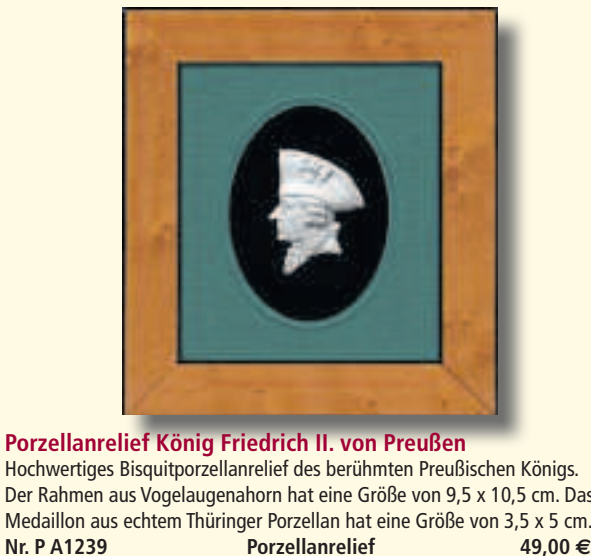 Porzellanrelief König Friedrich II. von Preußen
Hochwertiges Bisquitporzellanrelief des berühmten Preußischen Königs.
Der Rahmen aus Vogelaugenahorn hat eine Größe von 9,5 x 10,5 cm. Das
Medaillon aus echtem Thüringer Porzellan hat eine Größe von 3,5 x 5 cm.
Nr. P A1239 Porzellanrelief 49,00 €